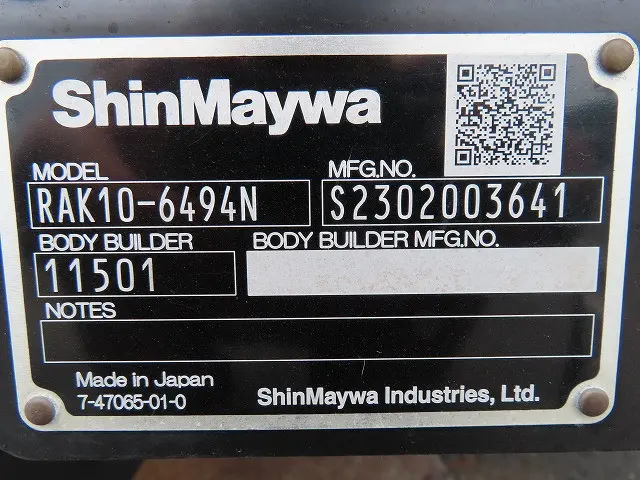 ShinMaywa
MODEL MFG.NO.
RAK10-6494N S2302003641
BODY BUILDER BODY BUILDER MFG.NO.
11501
NOTES
Made in Japan
7-47065-01-0 ShinMaywa Industries, Ltd.